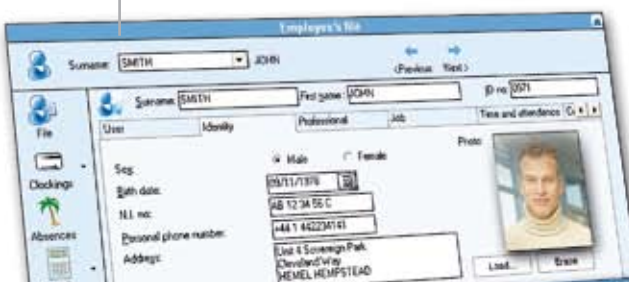 Employee's file
Surname: SMITH JOHN
<Previous Next>
File
Surname: SMITH First name: JOHN ID no: 0971
User Identity Professional Job Time and attendance
Clockings
Sex: Male Female Photo:
Birth date: 09/11/1976
N.I. no: AB 12 34 56 C
Absences
Personal phone number: +44 1 442234141
Address: Unit 4 Sovereign Park
Cleveland Way
HEMEL HEMPSTEAD
Load... Erase